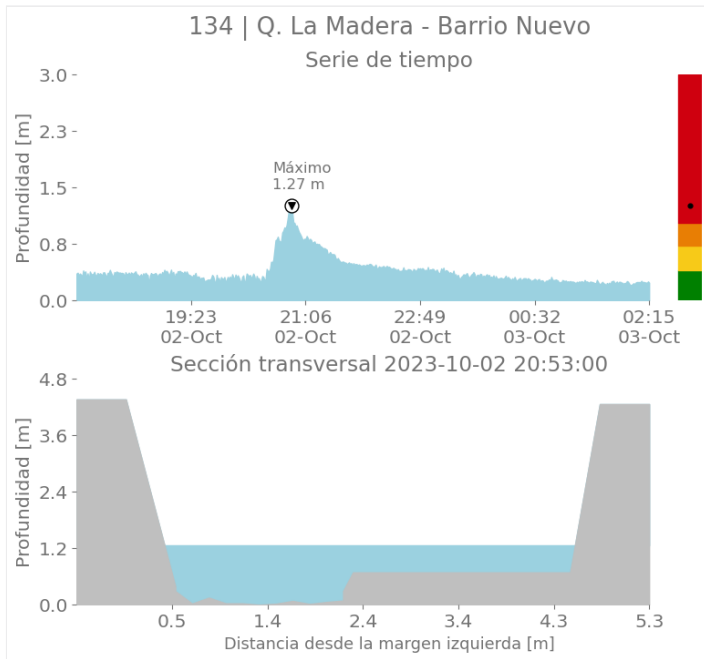 134 | Q. La Madera - Barrio Nuevo
Serie de tiempo
3.0
2.3
1.5
0.8
0.0
Profundidad [m]
Máximo
1.27 m
19:23 21:06 22:49 00:32 02:15
02-Oct 02-Oct 02-Oct 03-Oct 03-Oct
Sección transversal 2023-10-02 20:53:00
4.8
3.6
2.4
1.2
0.0
Profundidad [m]
0.5 1.4 2.4 3.4 4.3 5.3
Distancia desde la margen izquierda [m]